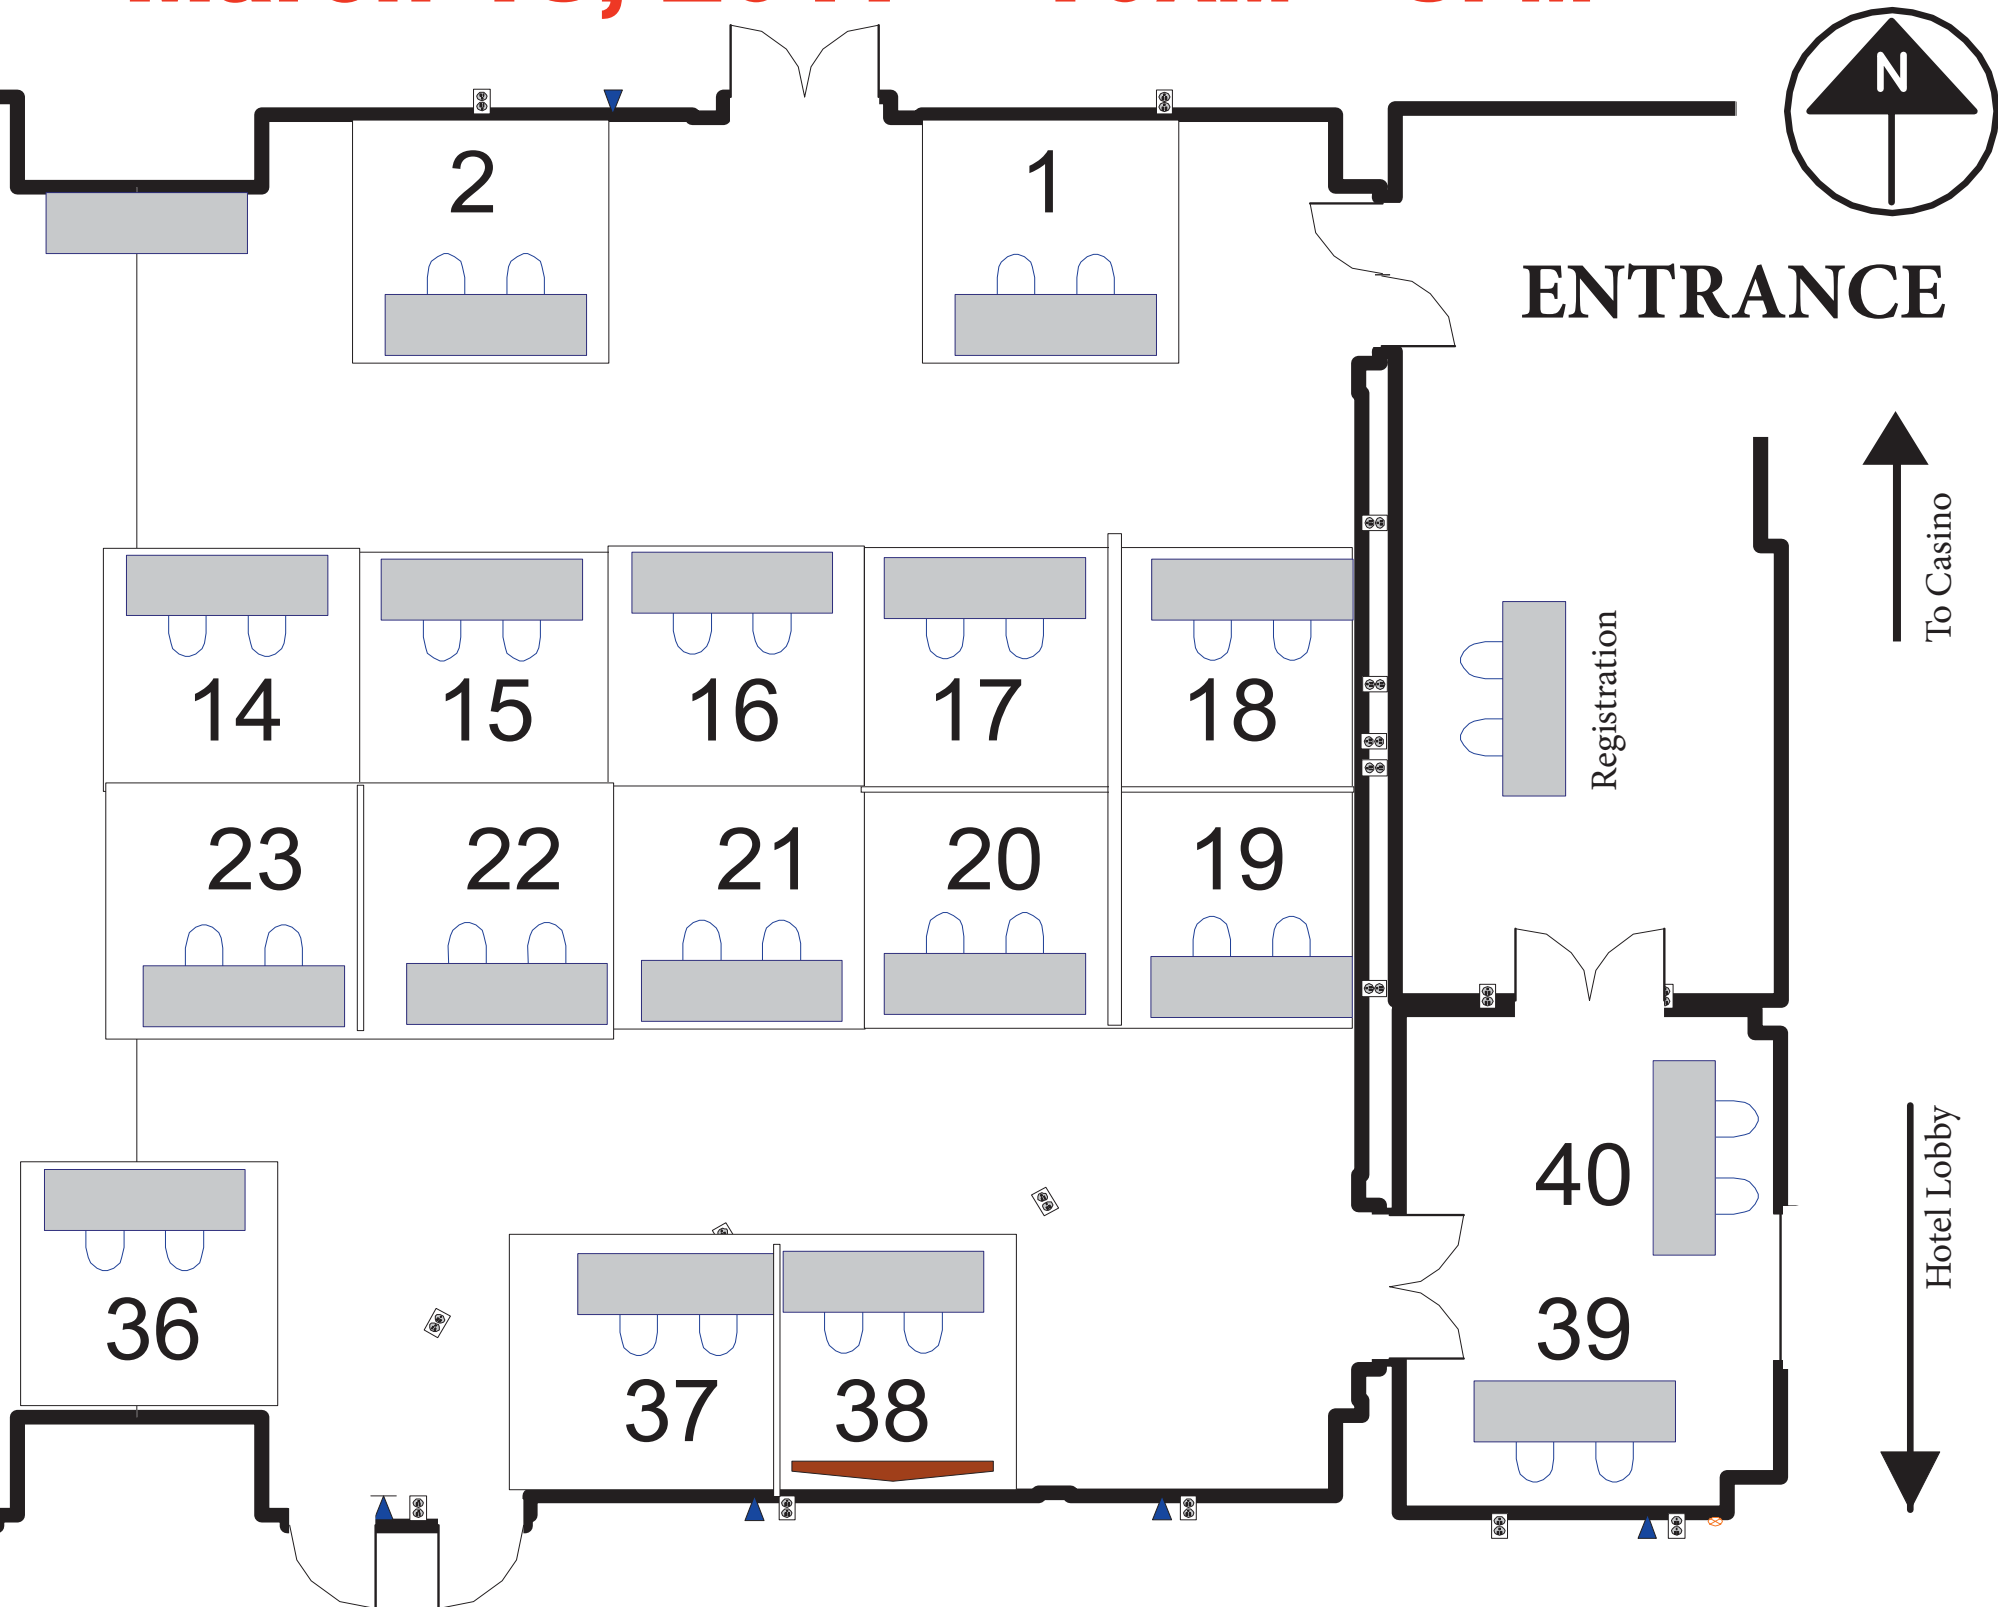 N
2 1
ENTRANCE
To Casino
14 15 16 17 18
Registration
23 22 21 20 19
40
Hotel Lobby
36 39
37 38